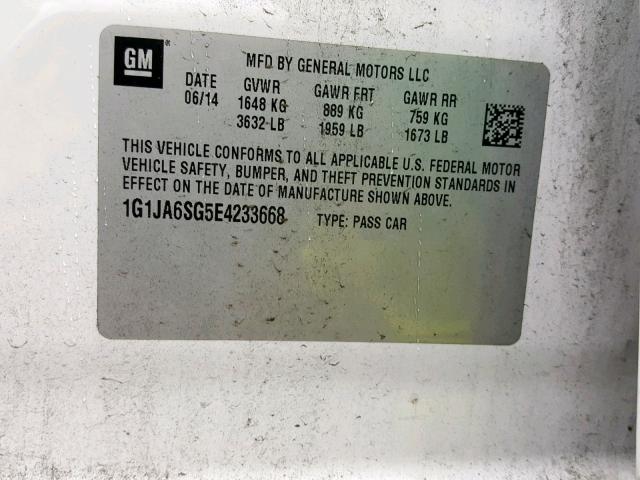 GM
®
MFD BY GENERAL MOTORS LLC
DATE GVWR GAWR FRT GAWR RR
06/14 1648 KG 889 KG 759 KG
3632-LB 1959 LB 1673 LB
THIS VEHICLE CONFORMS TO ALL APPLICABLE U.S. FEDERAL MOTOR
VEHICLE SAFETY, BUMPER, AND THEFT PREVENTION STANDARDS IN
EFFECT ON THE DATE OF MANUFACTURE SHOWN ABOVE.
1G1JA6SG5E4233668 TYPE: PASS CAR